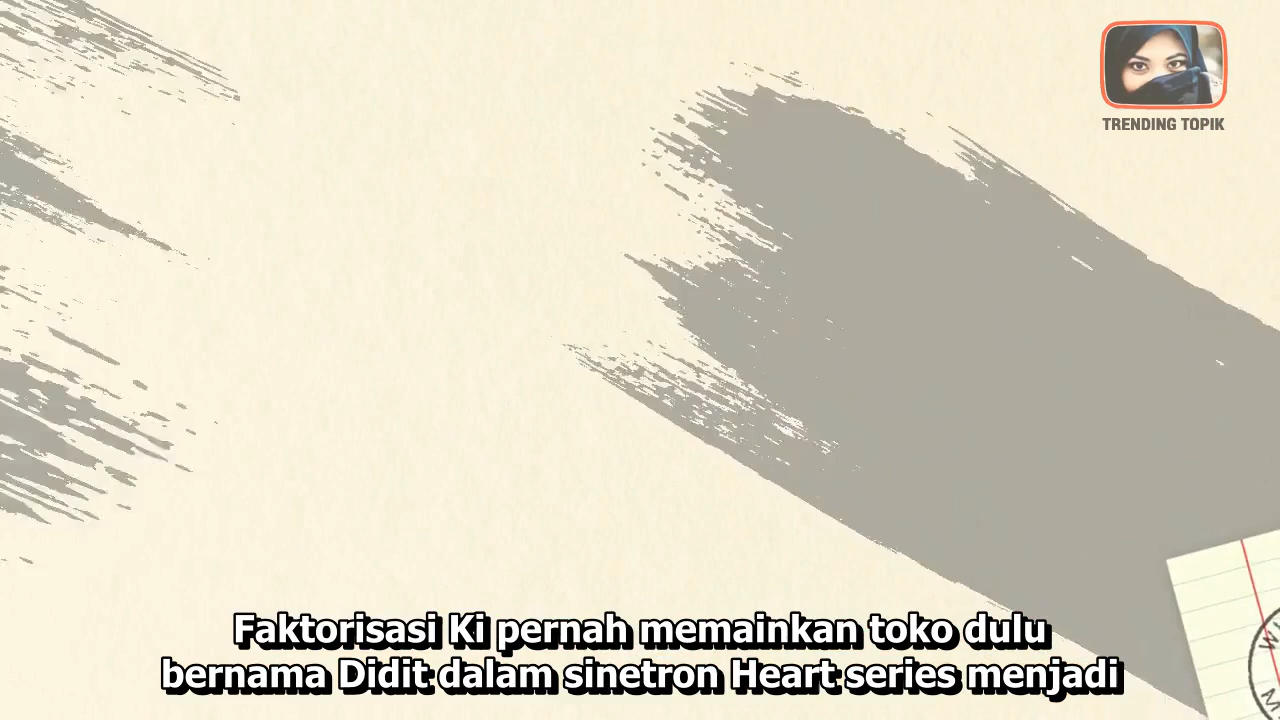 TRENDING TOPIK
Faktorisasi Ki pernah memainkan toko dulu
bernama Didit dalam sinetron Heart series menjadi